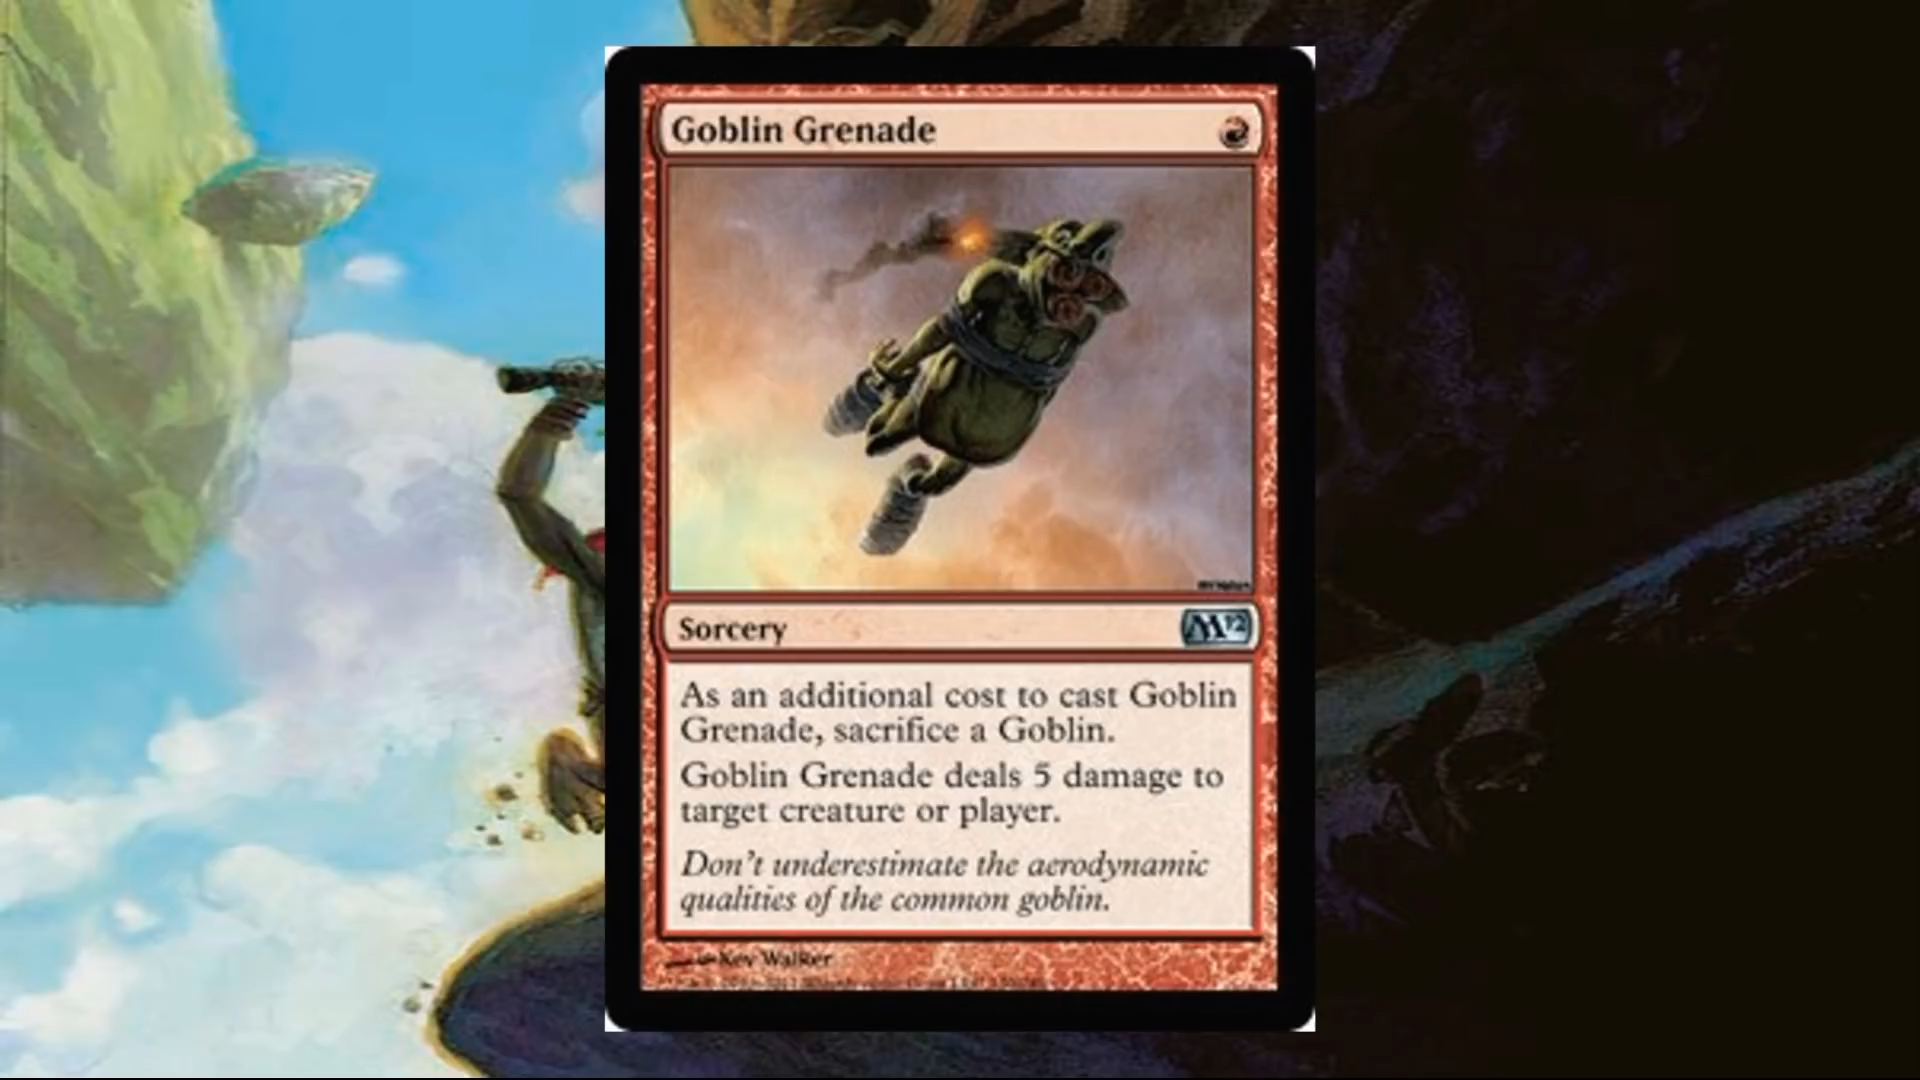 Goblin Grenade
Sorcery
M12
As an additional cost to cast Goblin
Grenade, sacrifice a Goblin.
Goblin Grenade deals 5 damage to
target creature or player.
Don't underestimate the aerodynamic
qualities of the common goblin.
Kev Walker